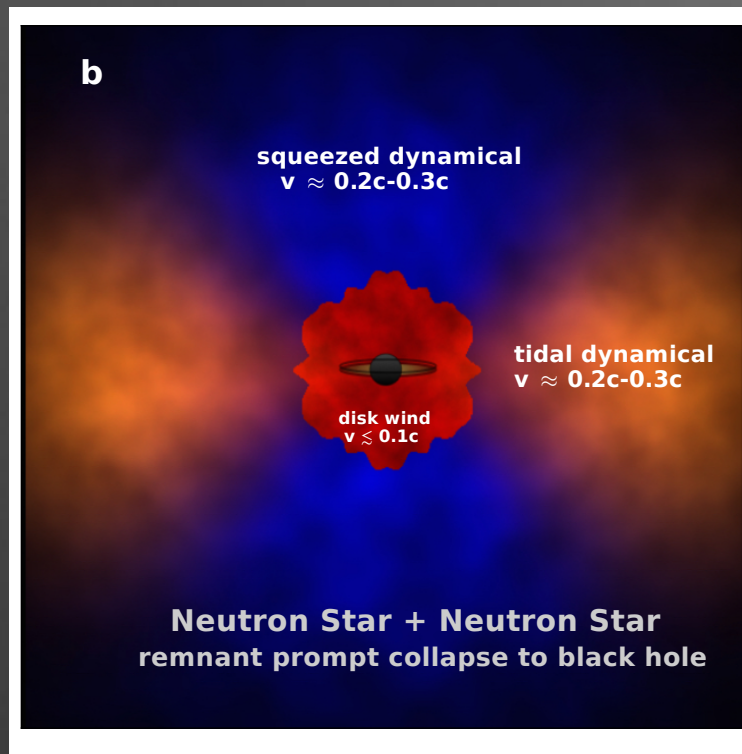 b
squeezed dynamical
v ≈ 0.2c-0.3c
tidal dynamical
v ≈ 0.2c-0.3c
disk wind
v ≲ 0.1c
Neutron Star + Neutron Star
remnant prompt collapse to black hole